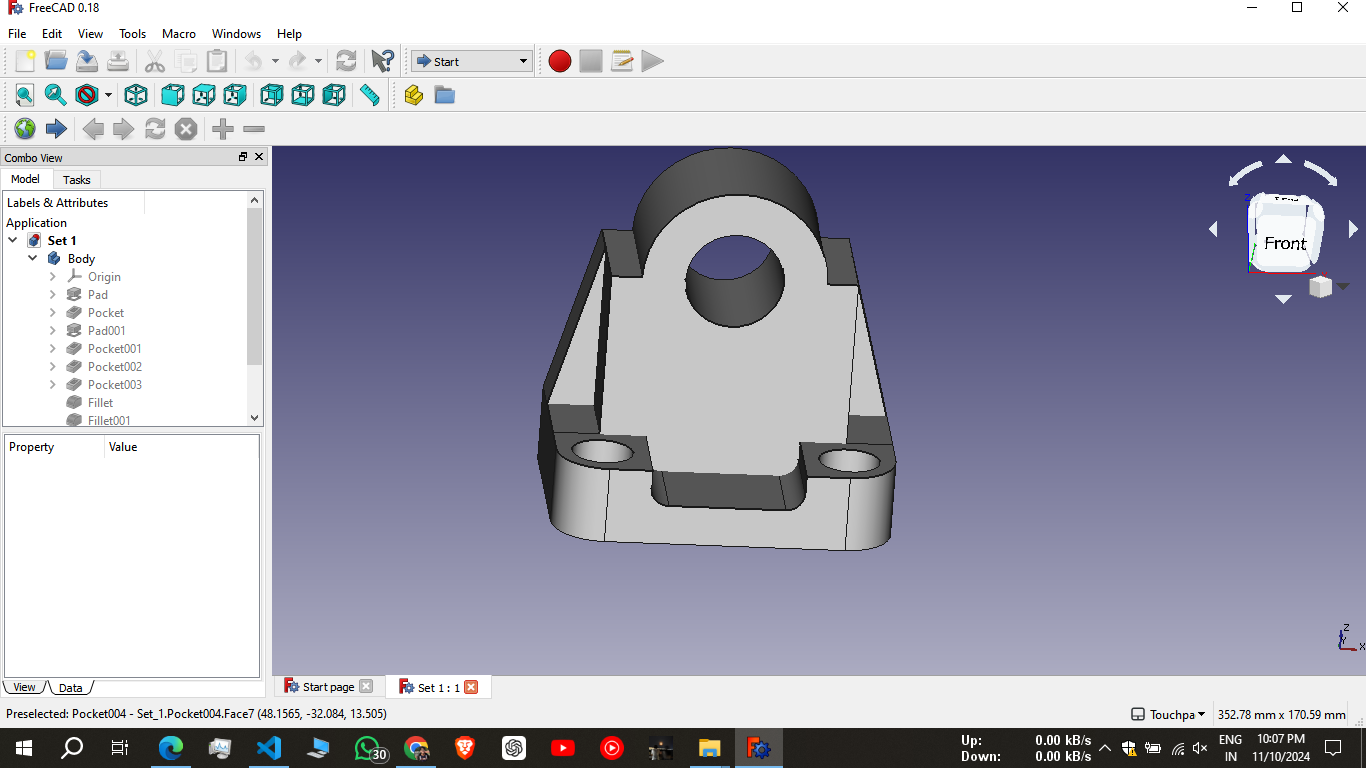 FreeCAD 0.18
File Edit View Tools Macro Windows Help
Start
Combo View
Model Tasks
Labels & Attributes
Application
Set 1
Body
Origin
Pad
Pocket
Pad001
Pocket001
Pocket002
Pocket003
Fillet
Fillet001
Property Value
View Data
Front
Z
X
Start page
Set 1 : 1
Preselected: Pocket004 - Set_1.Pocket004.Face7 (48.1565, -32.084, 13.505)
Touchpa
352.78 mm x 170.59 mm
30
Up: 0.00 kB/s
Down: 0.00 kB/s
ENG
IN
10:07 PM
11/10/2024